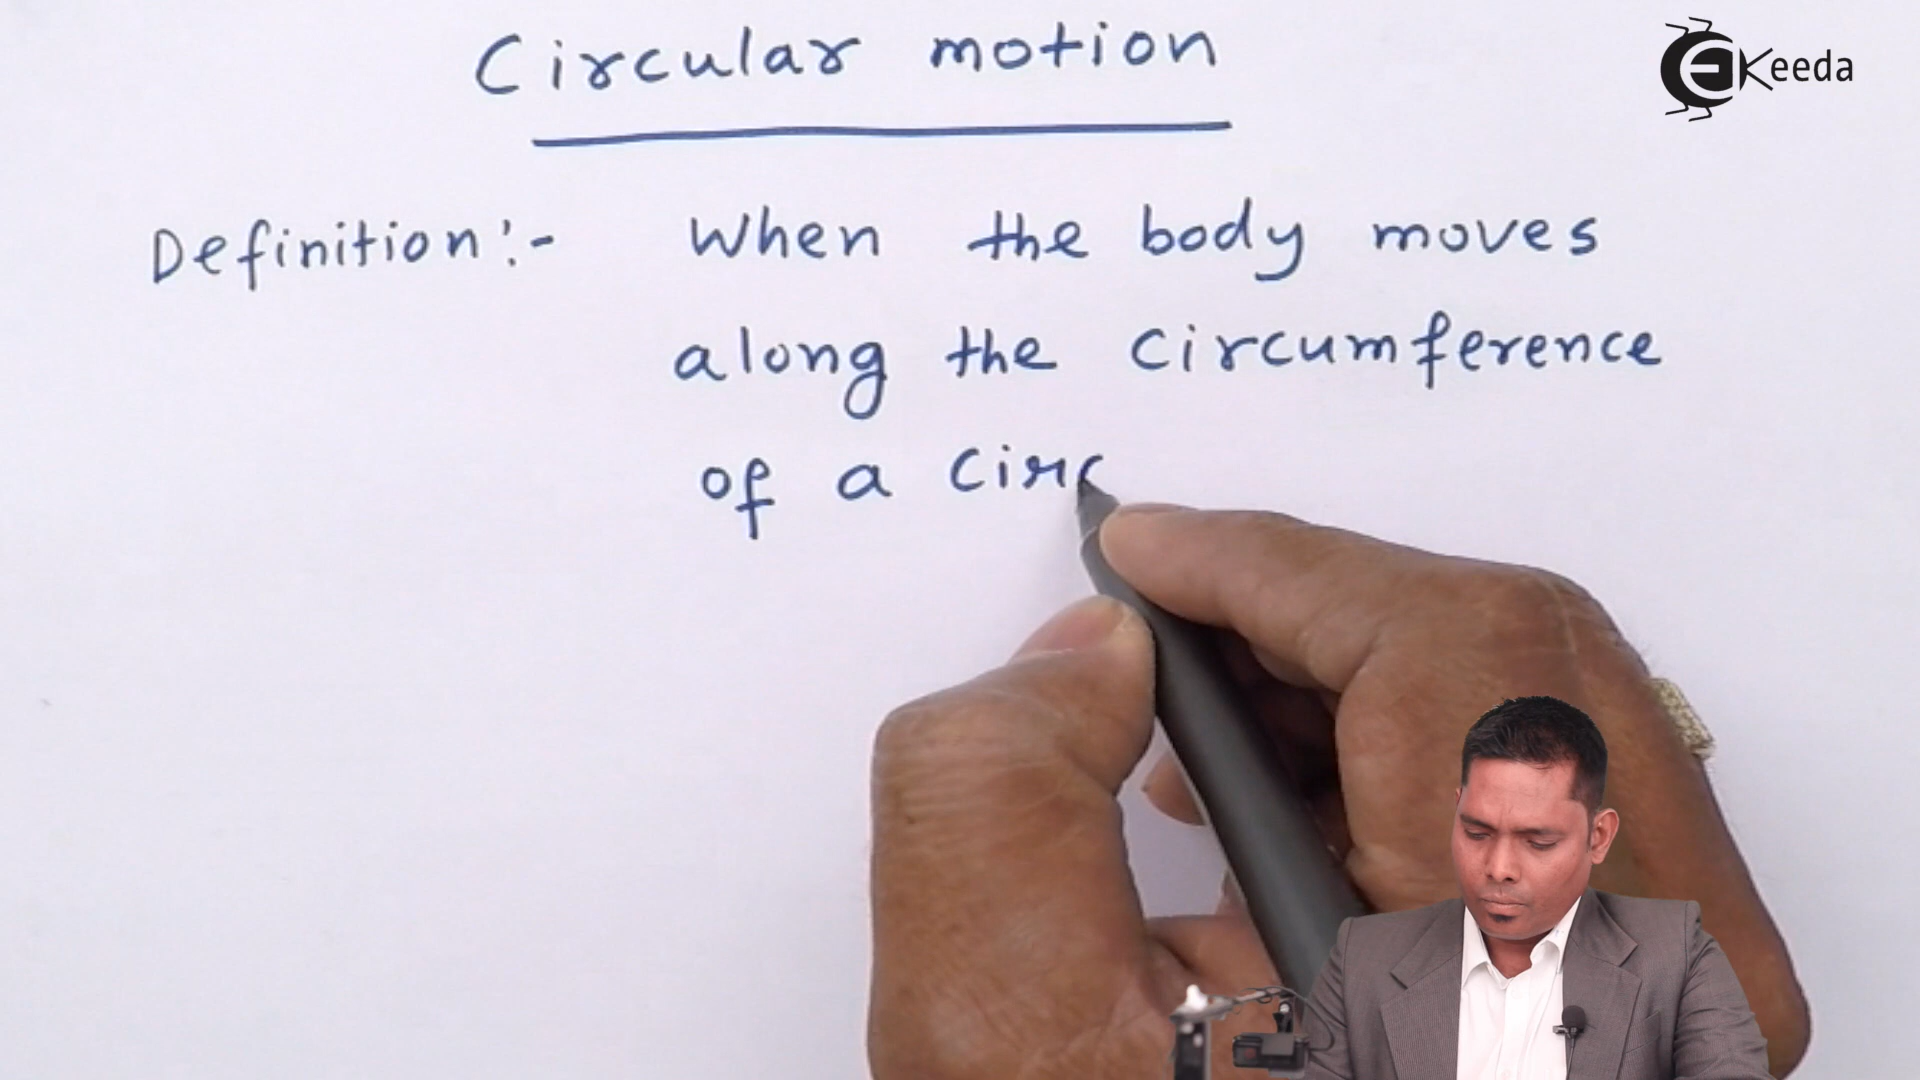 Circular motion
EKeeda
Definition:- When the body moves
along the circumference
of a circ